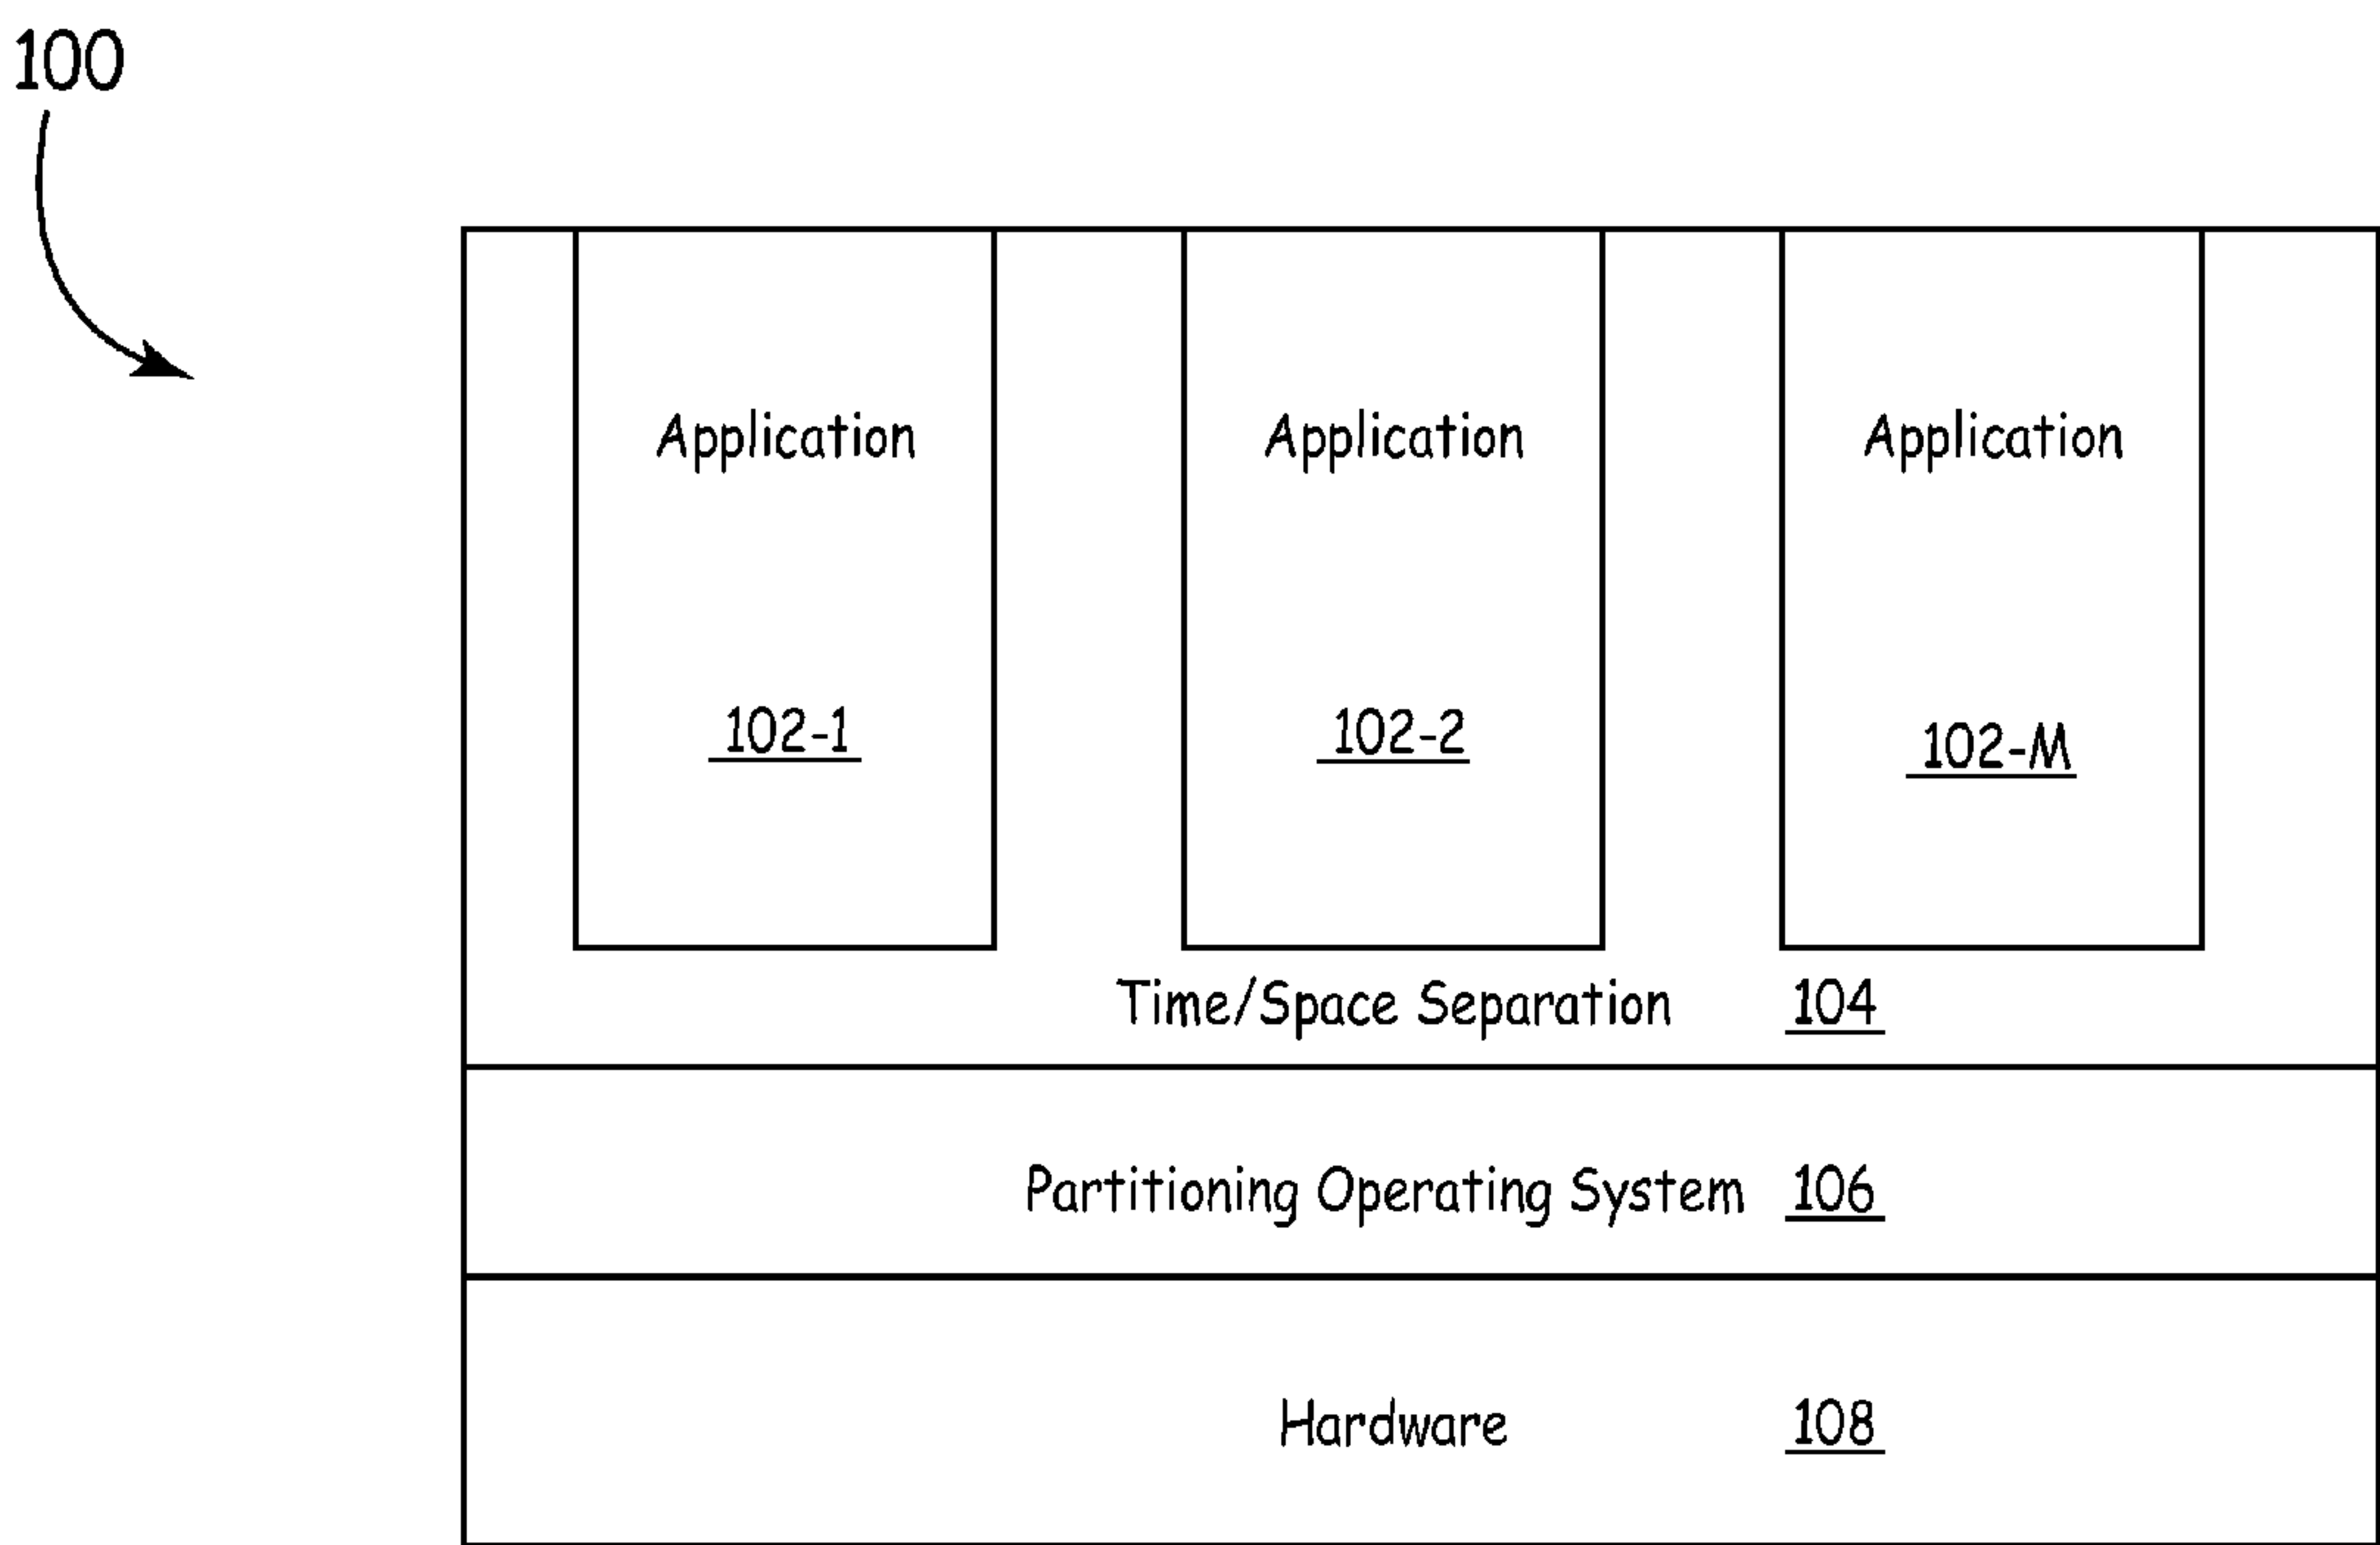 100
Application
Application
Application
102-1
102-2
102-M
Time/Space Separation 104
Partitioning Operating System 106
Hardware 108